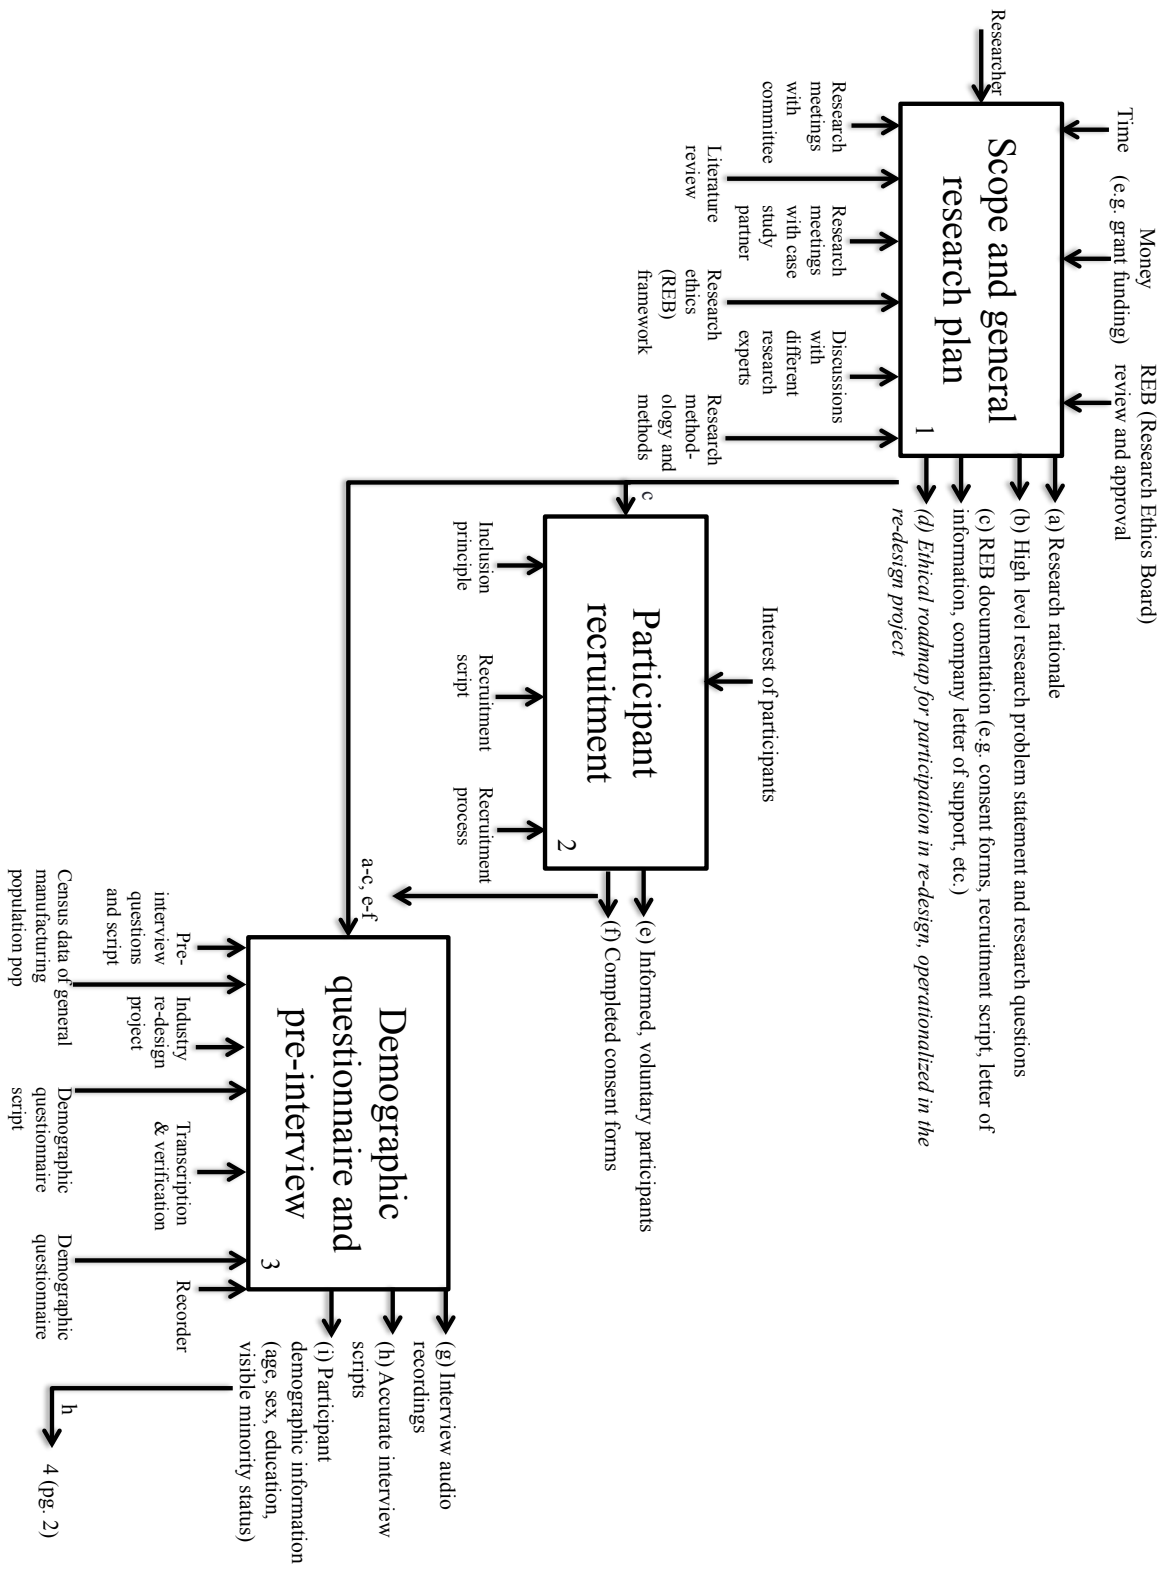 Researcher
Time
Money
(e.g. grant funding)
REB (Research Ethics Board)
review and approval
Scope and general
research plan
1
Research
meetings
with
committee
Literature
review
Research
meetings
with case
study
partner
Research
ethics
(REB)
framework
Discussions
with
different
research
experts
Research
method-
ology and
methods
(a) Research rationale
(b) High level research problem statement and research questions
(c) REB documentation (e.g. consent forms, recruitment script, letter of
information, company letter of support, etc.)
(d) Ethical roadmap for participation in re-design, operationalized in the
re-design project
c
Interest of participants
Participant
recruitment
2
Inclusion
principle
Recruitment
script
Recruitment
process
(e) Informed, voluntary participants
(f) Completed consent forms
a-c, e-f
Demographic
questionnaire and
pre-interview
3
Pre-
interview
questions
and script
Census data of general
manufacturing
population pop
Industry
re-design
project
Demographic
questionnaire
script
Transcription
& verification
Demographic
questionnaire
Recorder
(g) Interview audio
recordings
(h) Accurate interview
scripts
(i) Participant
demographic information
(age, sex, education,
visible minority status)
h
4 (pg. 2)